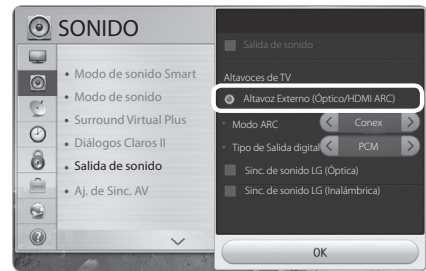 SONIDO
• Modo de sonido Smart
• Modo de sonido
• Surround Virtual Plus
• Diálogos Claros II
• Salida de sonido
• Aj. de Sinc. AV
Salida de sonido
Altavoces de TV
Altavoz Externo (Óptico/HDMI ARC)
• Modo ARC < Conex >
• Tipo de Salida digital < PCM >
Sinc. de sonido LG (Óptica)
Sinc. de sonido LG (Inalámbrica)
OK